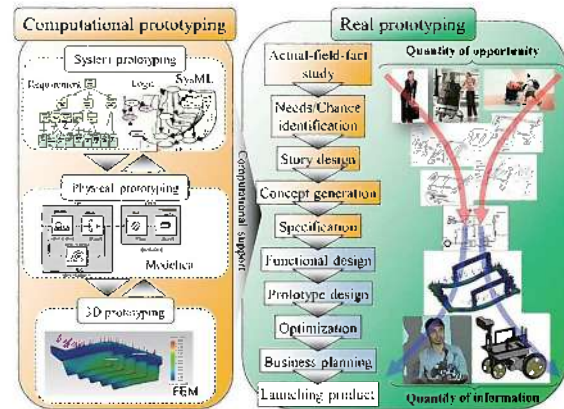 Computational prototyping
System prototyping
Requirement
Logic
SysML
Physical prototyping
Modelica
3D prototyping
FEM
Computational support
Real prototyping
Actual-field-fact
study
Needs/Chance
identification
Story design
Concept generation
Specification
Functional design
Prototype design
Optimization
Business planning
Launching product
Quantity of opportunity
Quantity of information